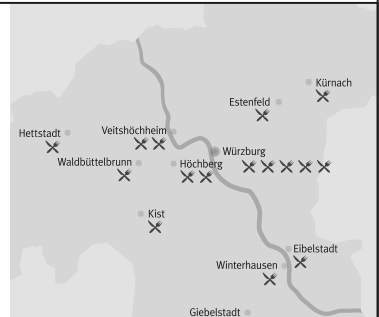 Kürnach
Estenfeld
Hettstadt
Veitshöchheim
Würzburg
Waldbüttelbrunn
Höchberg
Kist
Eibelstadt
Winterhausen
Giebelstadt